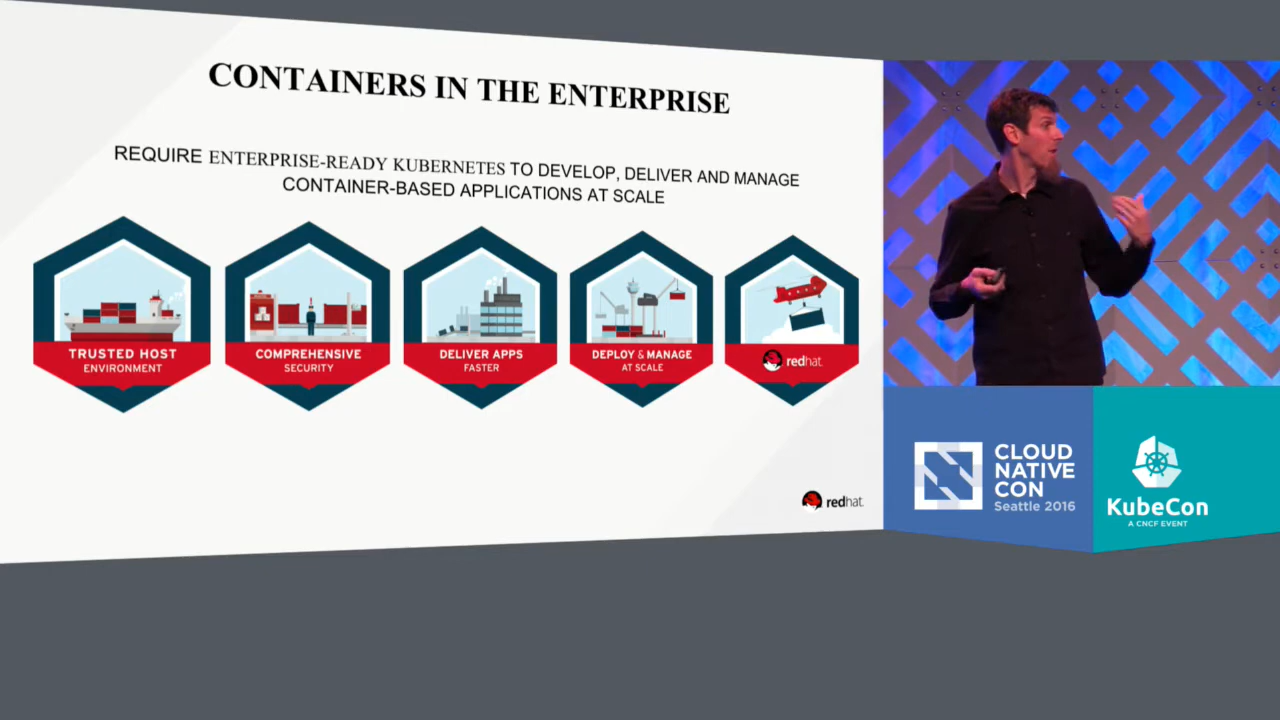 CONTAINERS IN THE ENTERPRISE
REQUIRE ENTERPRISE-READY KUBERNETES TO DEVELOP, DELIVER AND MANAGE
CONTAINER-BASED APPLICATIONS AT SCALE
TRUSTED HOST
ENVIRONMENT
COMPREHENSIVE
SECURITY
DELIVER APPS
FASTER
DEPLOY & MANAGE
AT SCALE
redhat.
redhat.
CLOUD
NATIVE
CON
Seattle 2016
KubeCon
A CNCF EVENT